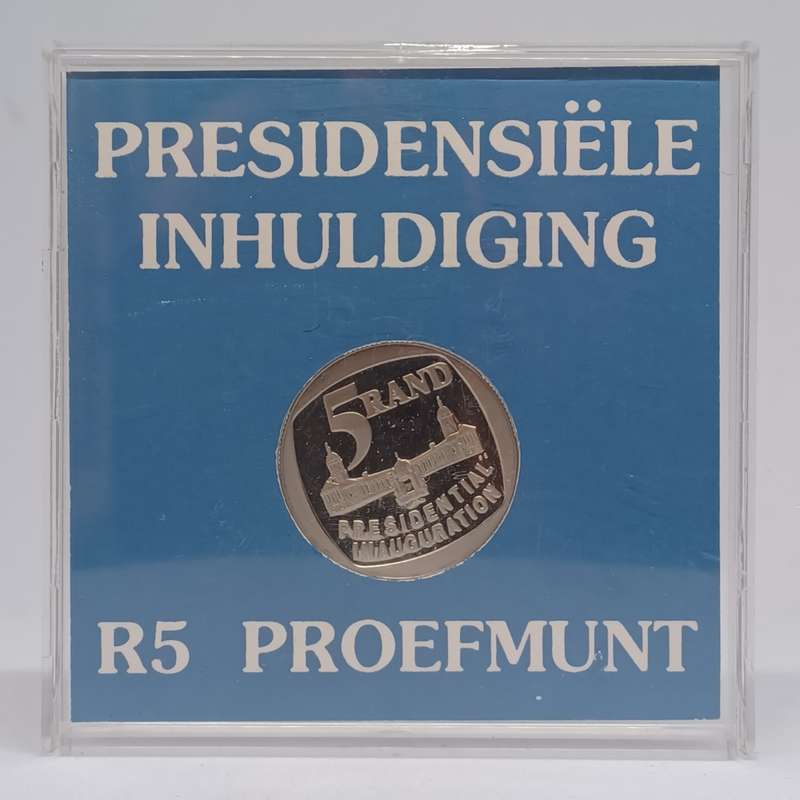 PRESIDENSIËLE
INHULDIGING
5 RAND
PRESIDENTIAL
INAUGURATION
R5 PROEFMUNT